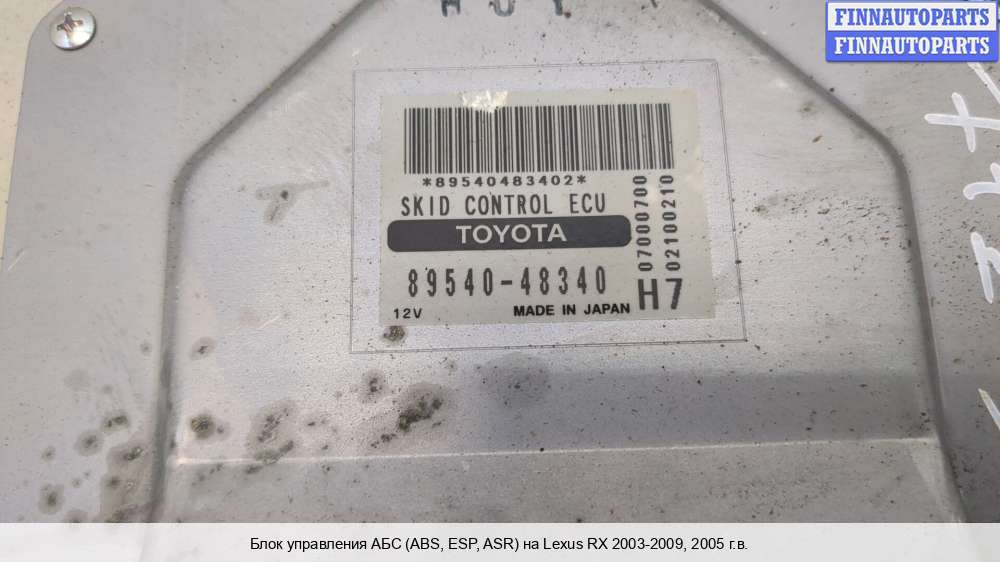 FINNAUTOPARTS
FINNAUTOPARTS
*89540483402*
SKID CONTROL ECU
TOYOTA
89540-48340
12V
MADE IN JAPAN
H7
07000700
02100210
Блок управления АБС (ABS, ESP, ASR) на Lexus RX 2003-2009, 2005 г.в.